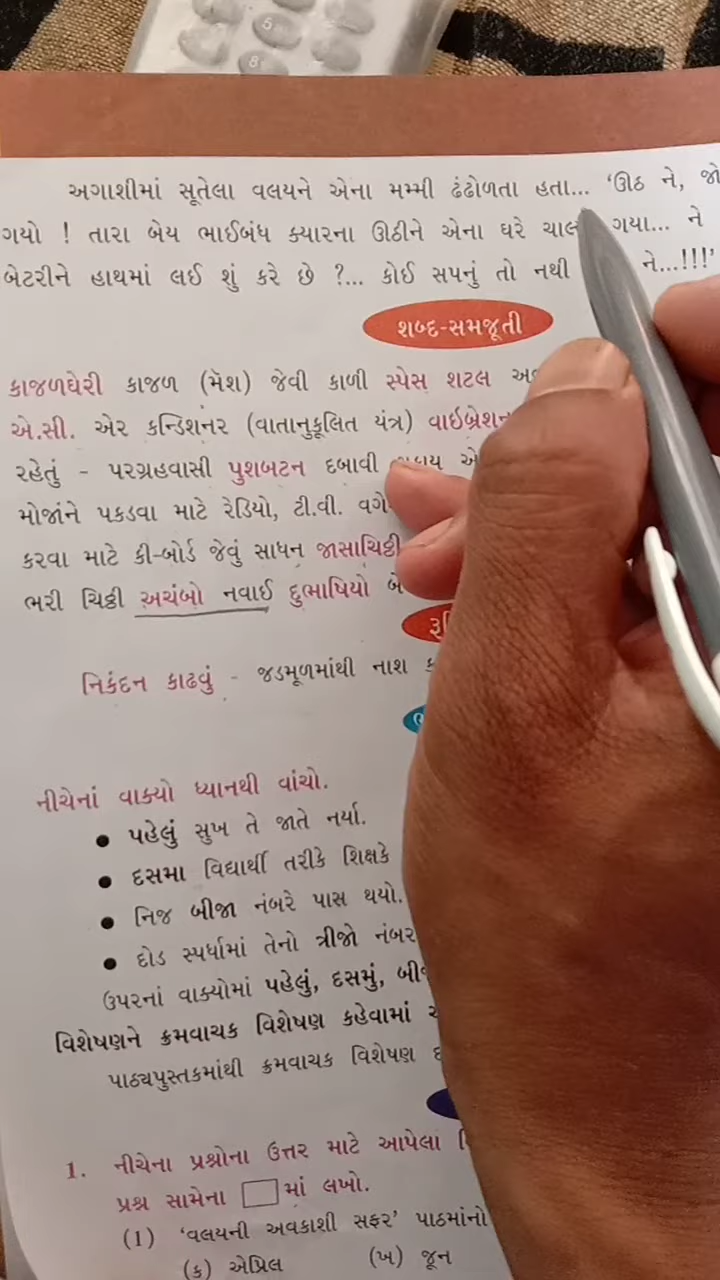 5
8
અગાશીમાં સૂતેલા વલયને એના મમ્મી ઢંઢોળતા હતા... ‘ઊઠ ને, જો
ગયો ! તારા બેય ભાઈબંધ ક્યારના ઊઠીને એના ઘરે ગયા... ને
બેટરીને હાથમાં લઈ શું કરે છે ?... કોઈ સપનું તો નથી ને...!!!’
શબ્દ-સમજૂતી
કાજળઘેરી કાજળ (મૅશ) જેવી કાળી સ્પેસ શટલ
એ.સી. એર કન્ડિશનર (વાતાનુકૂલિત યંત્ર) વાઇબ્રેશન
રહેતું - પરગ્રહવાસી પુશબટન દબાવી
મોજાંને પકડવા માટે રેડિયો, ટી.વી.
કરવા માટે કી-બોર્ડ જેવું સાધન જાસાચિઠ્ઠી
ભરી ચિઠ્ઠી અચંબો નવાઈ દુભાષિયો
નિકંદન કાઢવું - જડમૂળમાંથી નાશ
નીચેનાં વાક્યો ધ્યાનથી વાંચો.
● પહેલું સુખ તે જાતે નર્યા.
● દસમા વિદ્યાર્થી તરીકે શિક્ષકે
● નિજ બીજા નંબરે પાસ થયો.
● દોડ સ્પર્ધામાં તેનો ત્રીજો નંબર
ઉપરનાં વાક્યોમાં પહેલું, દસમું,
વિશેષણને ક્રમવાચક વિશેષણ કહેવામાં
પાઠ્યપુસ્તકમાંથી ક્રમવાચક વિશેષણ
1. નીચેના પ્રશ્નોના ઉત્તર માટે આપેલા
પ્રશ્ન સામેના માં લખો.
(1) ‘વલયની અવકાશી સફર’ પાઠમાંનો
(ક) એપ્રિલ (ખ) જૂન